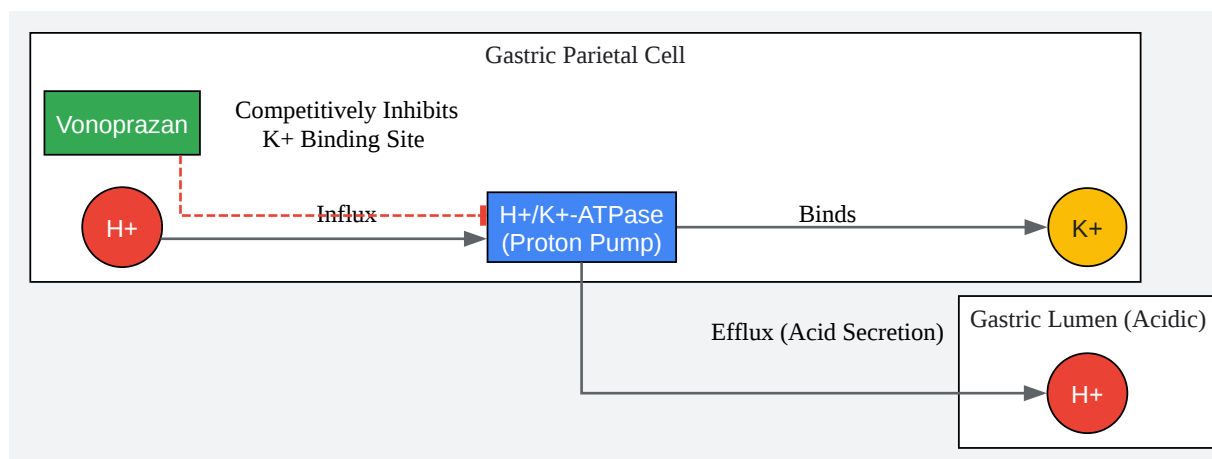 Gastric Parietal Cell
Vonoprazan
Competitively Inhibits
K+ Binding Site
H+
Influx
H+/K+-ATPase
(Proton Pump)
Binds
K+
Efflux (Acid Secretion)
Gastric Lumen (Acidic)
H+